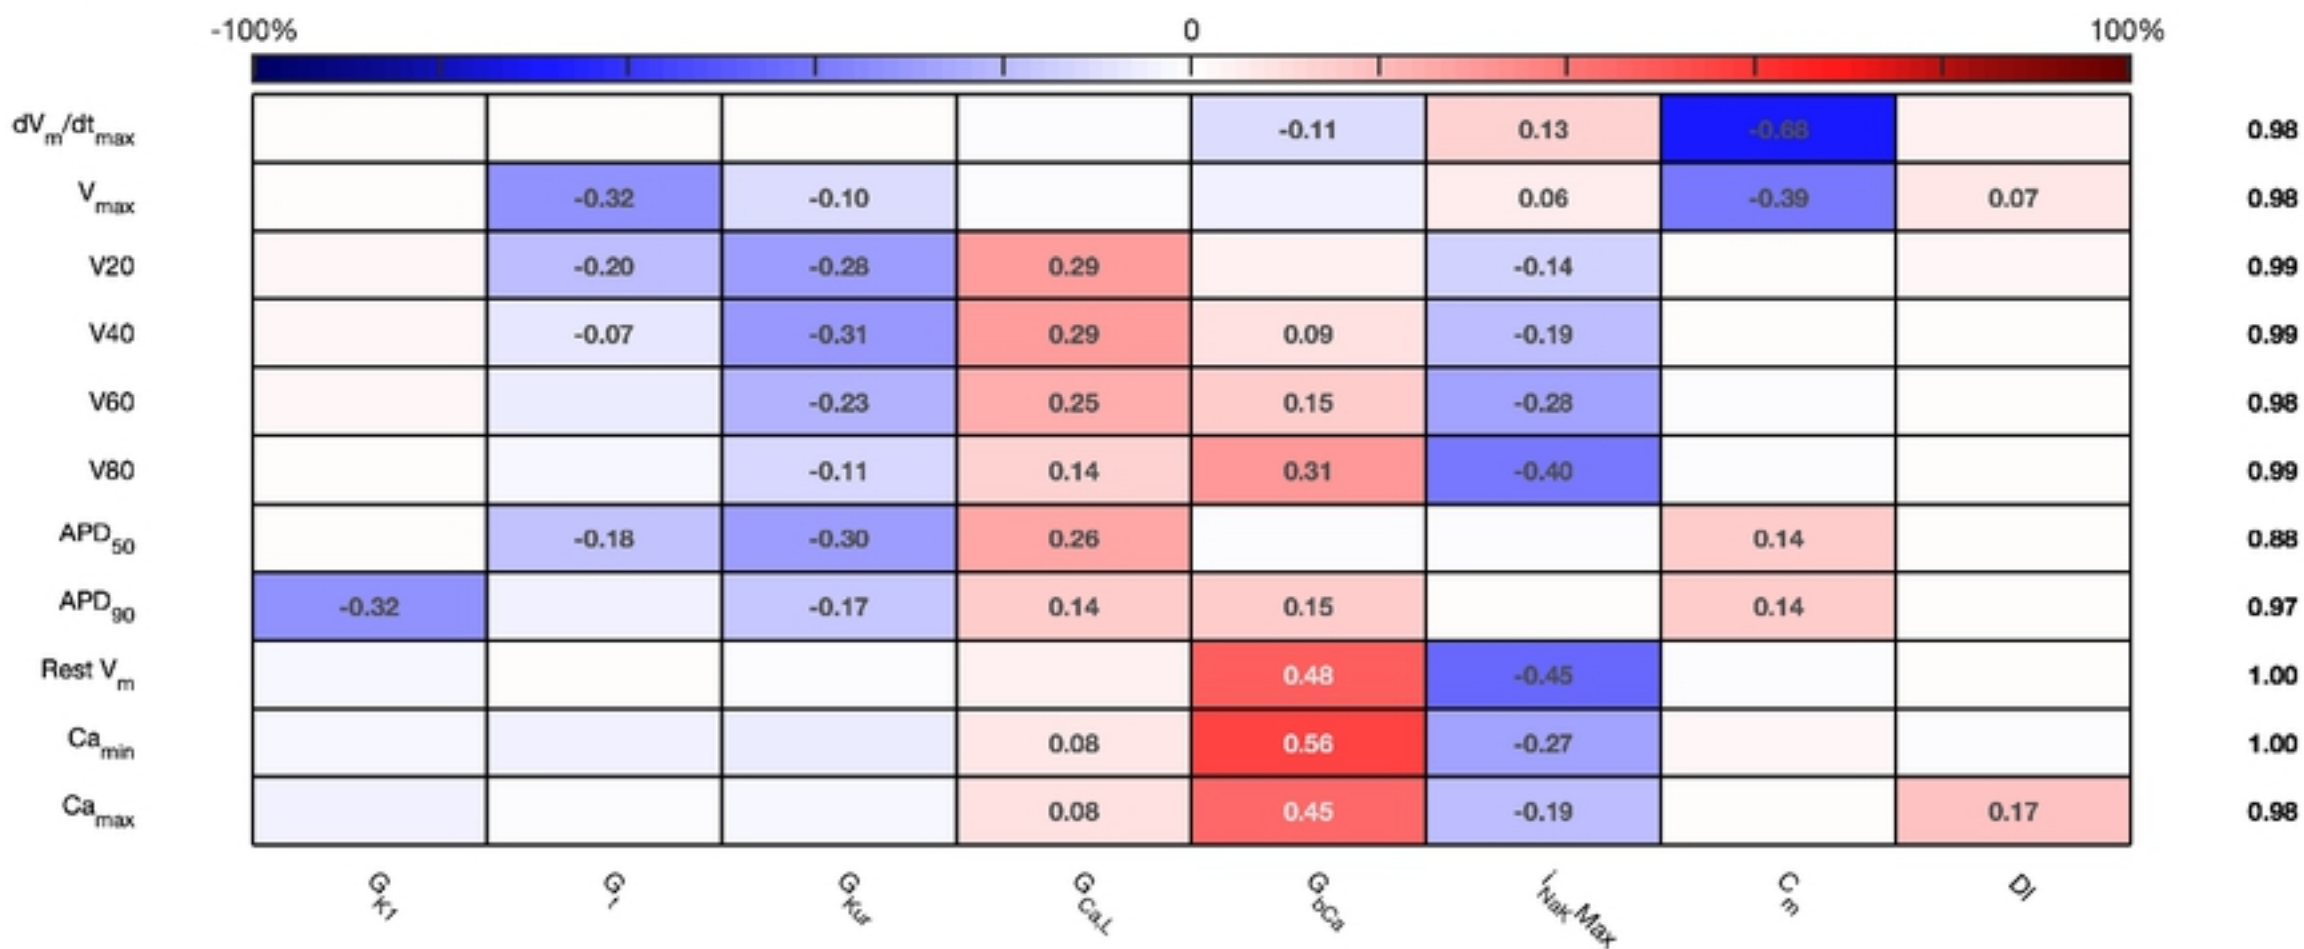 -100% 0 100%
dVm/dtmax -0.11 0.13 -0.68 0.98
Vmax -0.32 -0.10 0.06 -0.39 0.07 0.98
V20 -0.20 -0.28 0.29 -0.14 0.99
V40 -0.07 -0.31 0.29 0.09 -0.19 0.99
V60 -0.23 0.25 0.15 -0.28 0.98
V80 -0.11 0.14 0.31 -0.40 0.99
APD50 -0.18 -0.30 0.26 0.14 0.88
APD90 -0.32 -0.17 0.14 0.15 0.14 0.97
Rest Vm 0.48 -0.45 1.00
Camin 0.08 0.56 -0.27 1.00
Camax 0.08 0.45 -0.19 0.17 0.98
GK1 Gt GKur GCa,L GbCa iNaKMax Cm DI